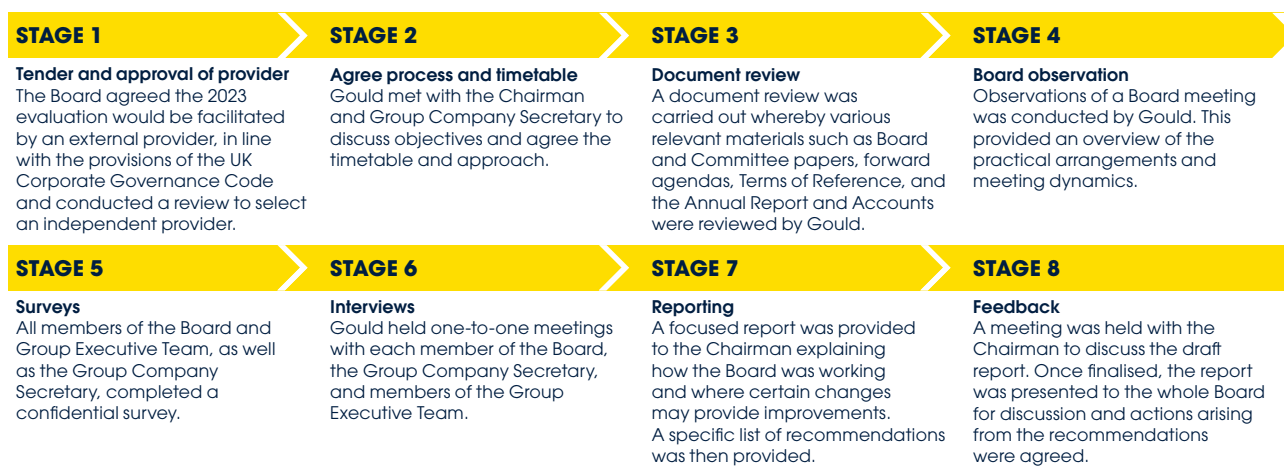 STAGE 1
Tender and approval of provider
The Board agreed the 2023
evaluation would be facilitated
by an external provider, in line
with the provisions of the UK
Corporate Governance Code
and conducted a review to select
an independent provider.
STAGE 2
Agree process and timetable
Gould met with the Chairman
and Group Company Secretary to
discuss objectives and agree the
timetable and approach.
STAGE 3
Document review
A document review was
carried out whereby various
relevant materials such as Board
and Committee papers, forward
agendas, Terms of Reference, and
the Annual Report and Accounts
were reviewed by Gould.
STAGE 4
Board observation
Observations of a Board meeting
was conducted by Gould. This
provided an overview of the
practical arrangements and
meeting dynamics.
STAGE 5
Surveys
All members of the Board and
Group Executive Team, as well
as the Group Company
Secretary, completed a
confidential survey.
STAGE 6
Interviews
Gould held one-to-one meetings
with each member of the Board,
the Group Company Secretary,
and members of the Group
Executive Team.
STAGE 7
Reporting
A focused report was provided
to the Chairman explaining
how the Board was working
and where certain changes
may provide improvements.
A specific list of recommendations
was then provided.
STAGE 8
Feedback
A meeting was held with the
Chairman to discuss the draft
report. Once finalised, the report
was presented to the whole Board
for discussion and actions arising
from the recommendations
were agreed.